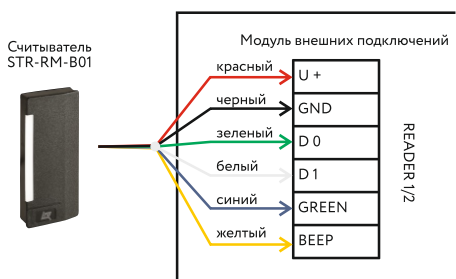 Считыватель
STR-RM-B01
Модуль внешних подключений
красный
U +
черный
GND
зеленый
D 0
белый
D 1
синий
GREEN
желтый
BEEP
READER 1/2